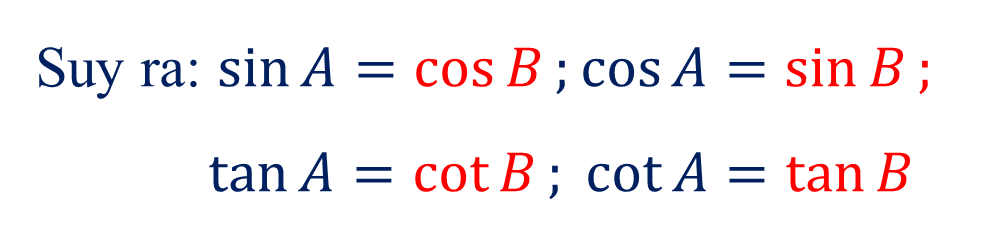 Suy ra: sin A = cos B ; cos A = sin B ;
tan A = cot B ; cot A = tan B